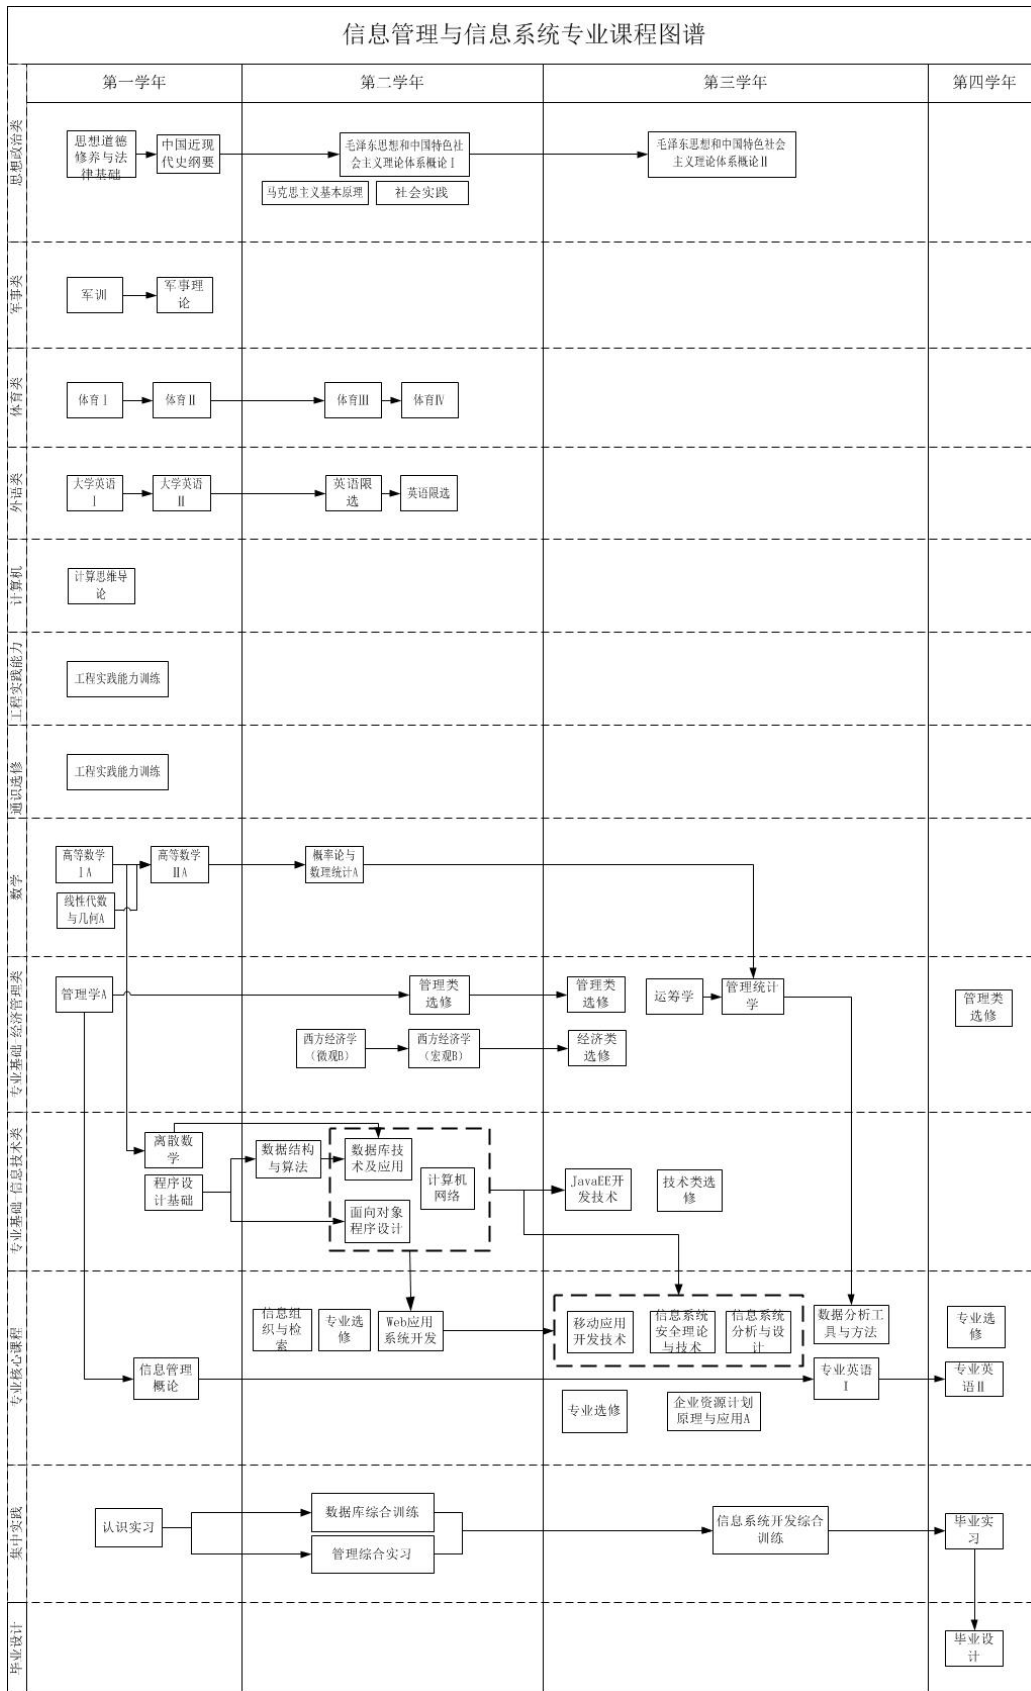 信息管理与信息系统专业课程图谱
第一学年
第二学年
第三学年
第四学年
思想政治类
思想道德
修养与法
律基础
中国近现
代史纲要
毛泽东思想和中国特色社
会主义理论体系概论Ⅰ
毛泽东思想和中国特色社会
主义理论体系概论Ⅱ
马克思主义基本原理
社会实践
军事类
军训
军事理
论
体育类
体育Ⅰ
体育Ⅱ
体育Ⅲ
体育Ⅳ
外语类
大学英语
Ⅰ
大学英语
Ⅱ
英语限
选
英语限选
计算机
计算思维导
论
工程实践能力
工程实践能力训练
通识选修
工程实践能力训练
数学
高等数学
ⅠA
高等数学
ⅡA
概率论与
数理统计A
线性代数
与几何A
专业基础 经济管理类
管理学A
管理类
选修
管理类
选修
运筹学
管理统计
学
管理类
选修
西方经济学
（微观B）
西方经济学
（宏观B）
经济类
选修
专业基础 信息技术类
离散数
学
程序设
计基础
数据结构
与算法
数据库技
术及应用
计算机
网络
面向对象
程序设计
JavaEE开
发技术
技术类选
修
专业核心课程
信息组
织与检
索
专业选
修
Web应用
系统开发
移动应用
开发技术
信息系统
安全理论
与技术
信息系统
分析与设
计
数据分析工
具与方法
专业选
修
信息管理
概论
专业英语
Ⅰ
专业英
语Ⅱ
专业选修
企业资源计划
原理与应用A
集中实践
认识实习
数据库综合训练
管理综合实习
信息系统开发综合
训练
毕业实
习
毕业设计
毕业设
计